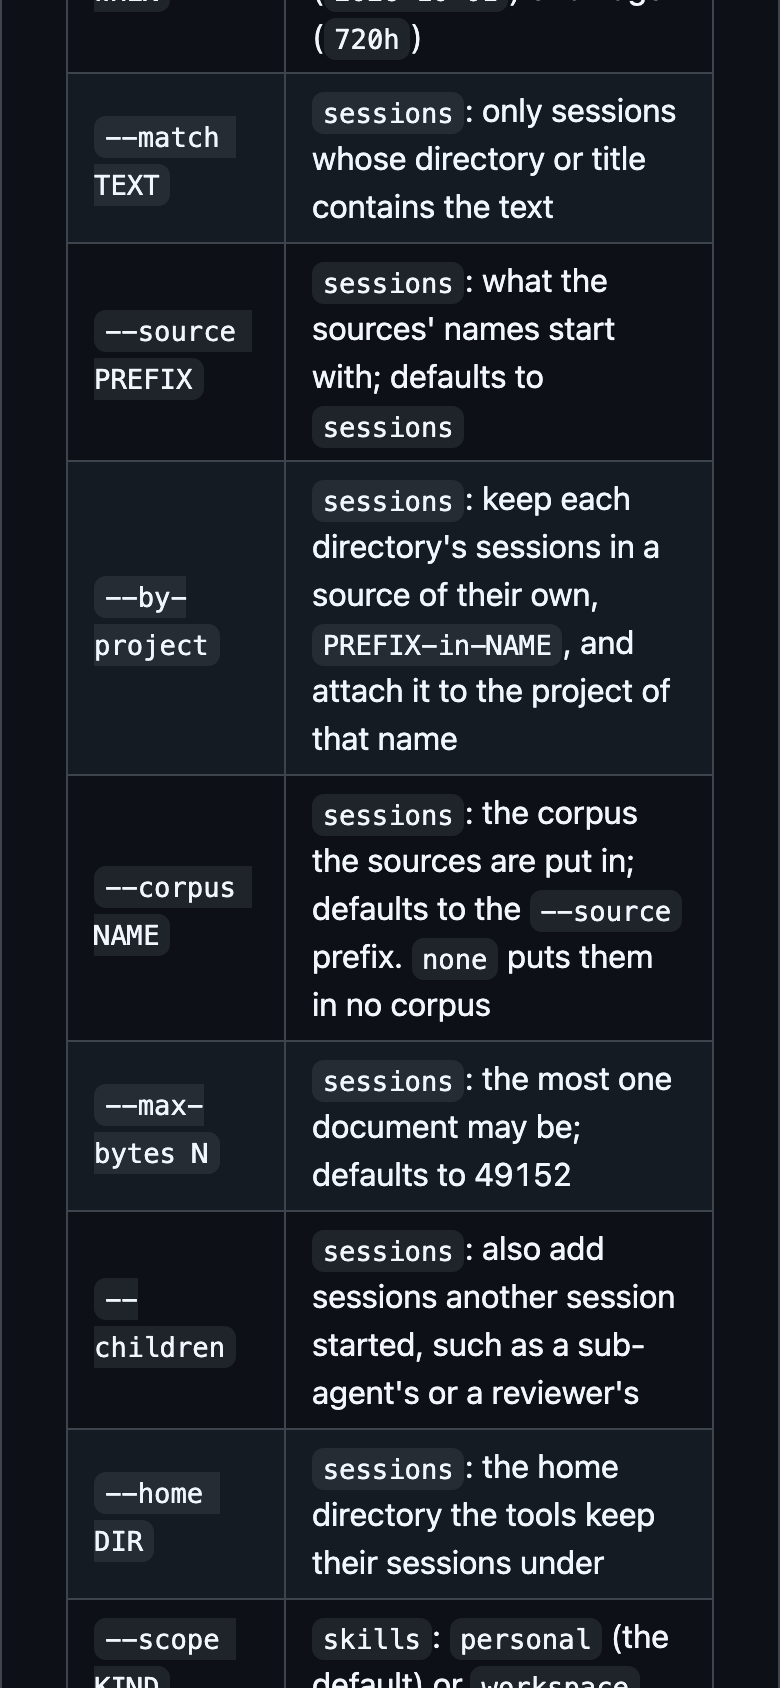 (720h)
--match
TEXT
sessions: only sessions
whose directory or title
contains the text
--source
PREFIX
sessions: what the
sources' names start
with; defaults to
sessions
--by-
project
sessions: keep each
directory's sessions in a
source of their own,
PREFIX-in-NAME, and
attach it to the project of
that name
--corpus
NAME
sessions: the corpus
the sources are put in;
defaults to the --source
prefix. none puts them
in no corpus
--max-
bytes N
sessions: the most one
document may be;
defaults to 49152
--
children
sessions: also add
sessions another session
started, such as a sub-
agent's or a reviewer's
--home
DIR
sessions: the home
directory the tools keep
their sessions under
--scope
KIND
skills: personal (the
default) or workspace